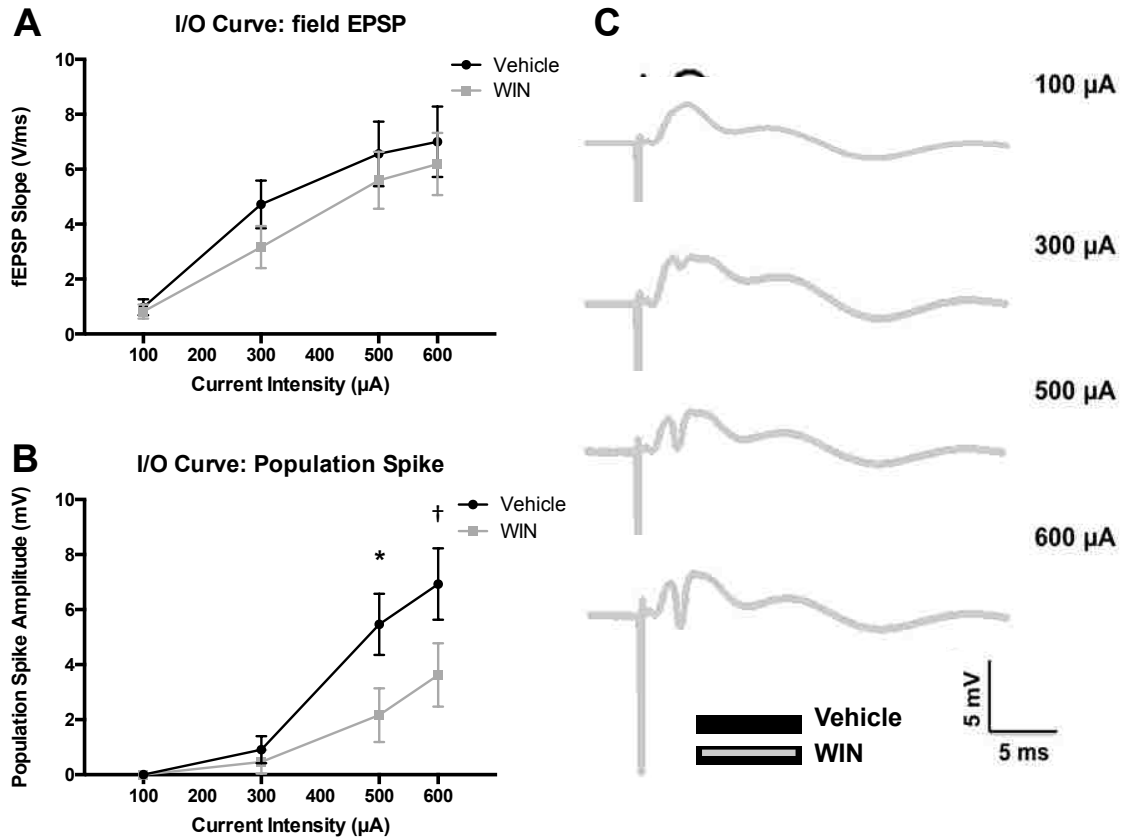 A
I/O Curve: field EPSP
Vehicle
WIN
fEPSP Slope (V/ms)
10
8
6
4
2
0
100 200 300 400 500 600
Current Intensity (µA)
B
I/O Curve: Population Spike
Vehicle
WIN
Population Spike Amplitude (mV)
10
8
6
4
2
0
*
†
100 200 300 400 500 600
Current Intensity (µA)
C
100 µA
300 µA
500 µA
600 µA
Vehicle
WIN
5 mV
5 ms